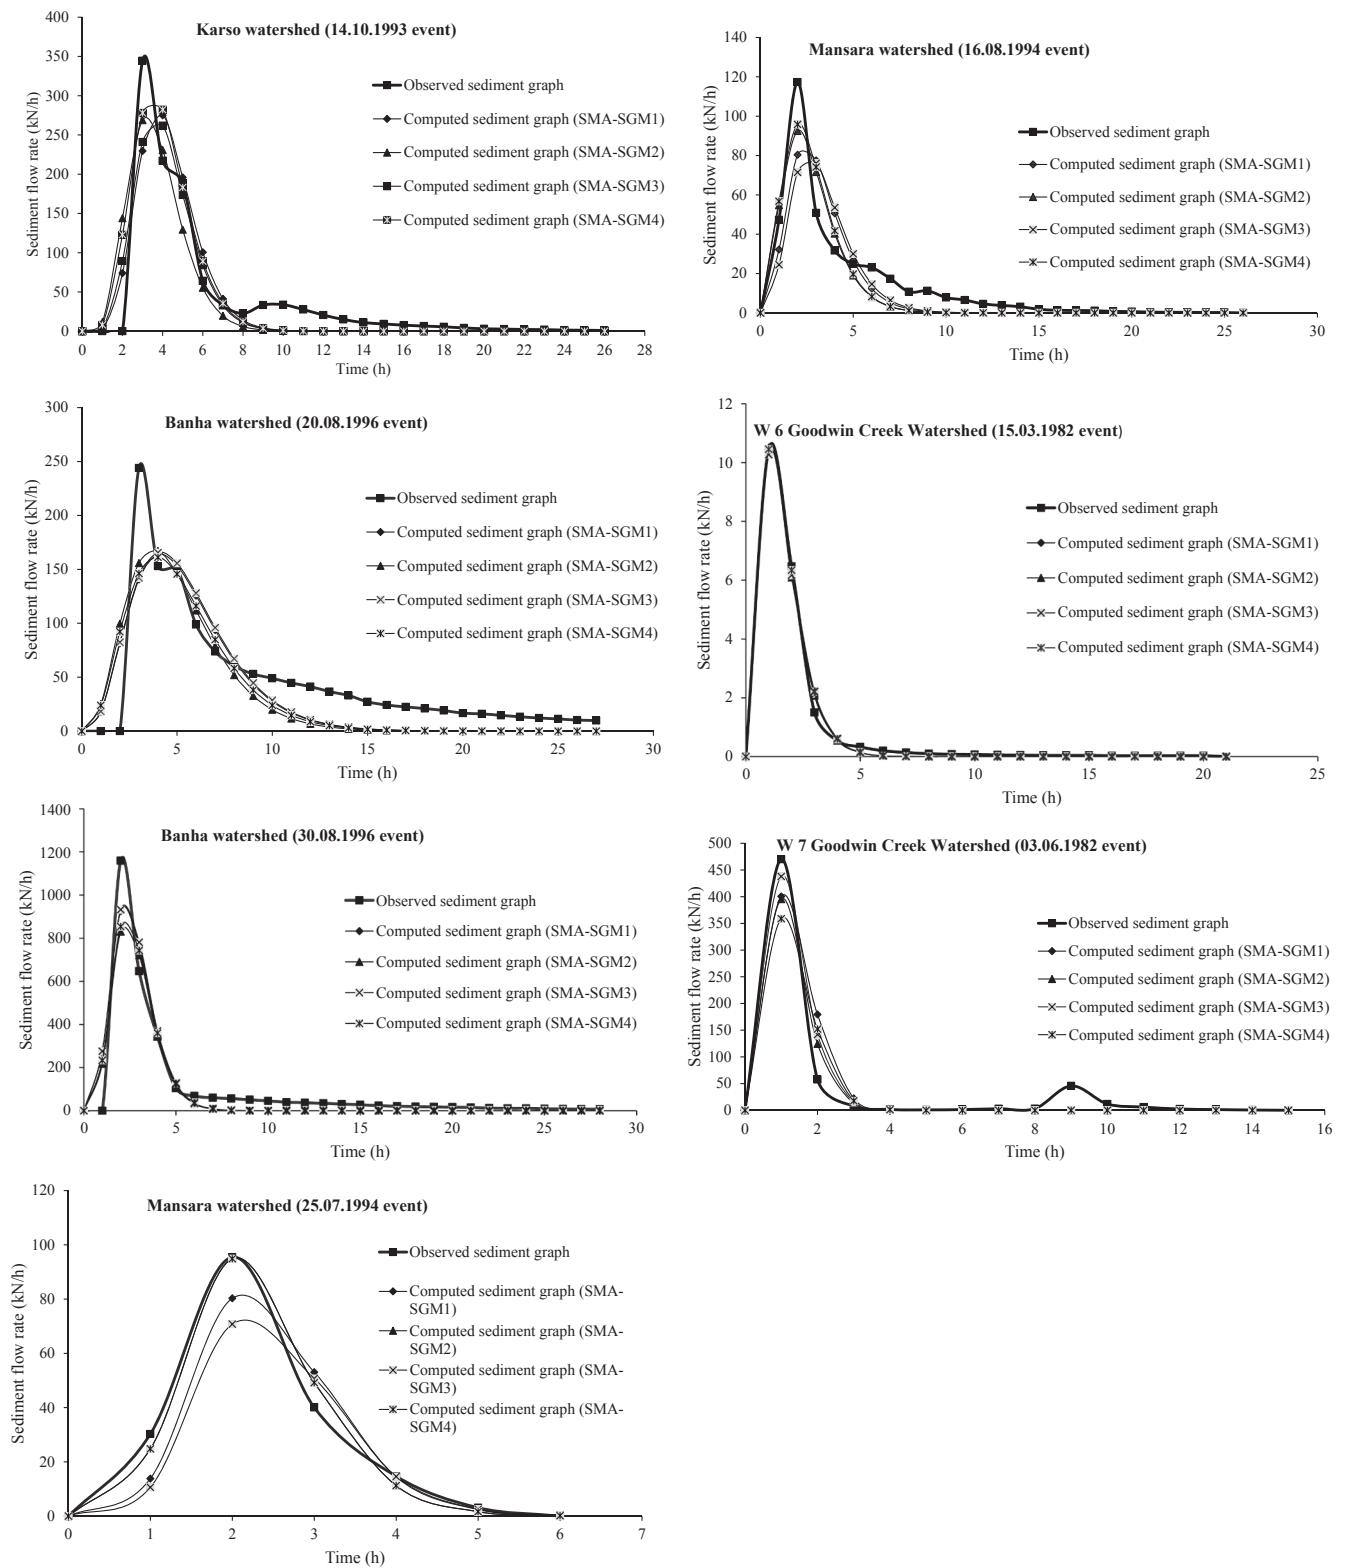 Karso watershed (14.10.1993 event)
Sediment flow rate (kN/h)
400
350
300
250
200
150
100
50
0
Observed sediment graph
Computed sediment graph (SMA-SGM1)
Computed sediment graph (SMA-SGM2)
Computed sediment graph (SMA-SGM3)
Computed sediment graph (SMA-SGM4)
0 2 4 6 8 10 12 14 16 18 20 22 24 26 28
Time (h)
Mansara watershed (16.08.1994 event)
Sediment flow rate (kN/h)
140
120
100
80
60
40
20
0
Observed sediment graph
Computed sediment graph (SMA-SGM1)
Computed sediment graph (SMA-SGM2)
Computed sediment graph (SMA-SGM3)
Computed sediment graph (SMA-SGM4)
0 5 10 15 20 25 30
Time (h)
Banha watershed (20.08.1996 event)
Sediment flow rate (kN/h)
300
250
200
150
100
50
0
Observed sediment graph
Computed sediment graph (SMA-SGM1)
Computed sediment graph (SMA-SGM2)
Computed sediment graph (SMA-SGM3)
Computed sediment graph (SMA-SGM4)
0 5 10 15 20 25 30
Time (h)
W 6 Goodwin Creek Watershed (15.03.1982 event)
Sediment flow rate (kN/h)
12
10
8
6
4
2
0
Observed sediment graph
Computed sediment graph (SMA-SGM1)
Computed sediment graph (SMA-SGM2)
Computed sediment graph (SMA-SGM3)
Computed sediment graph (SMA-SGM4)
0 5 10 15 20 25
Time (h)
Banha watershed (30.08.1996 event)
Sediment flow rate (kN/h)
1400
1200
1000
800
600
400
200
0
Observed sediment graph
Computed sediment graph (SMA-SGM1)
Computed sediment graph (SMA-SGM2)
Computed sediment graph (SMA-SGM3)
Computed sediment graph (SMA-SGM4)
0 5 10 15 20 25 30
Time (h)
W 7 Goodwin Creek Watershed (03.06.1982 event)
Sediment flow rate (kN/h)
500
450
400
350
300
250
200
150
100
50
0
Observed sediment graph
Computed sediment graph (SMA-SGM1)
Computed sediment graph (SMA-SGM2)
Computed sediment graph (SMA-SGM3)
Computed sediment graph (SMA-SGM4)
0 2 4 6 8 10 12 14 16
Time (h)
Mansara watershed (25.07.1994 event)
Sediment flow rate (kN/h)
120
100
80
60
40
20
0
Observed sediment graph
Computed sediment graph (SMA-
SGM1)
Computed sediment graph (SMA-
SGM2)
Computed sediment graph (SMA-
SGM3)
Computed sediment graph (SMA-
SGM4)
0 1 2 3 4 5 6 7
Time (h)